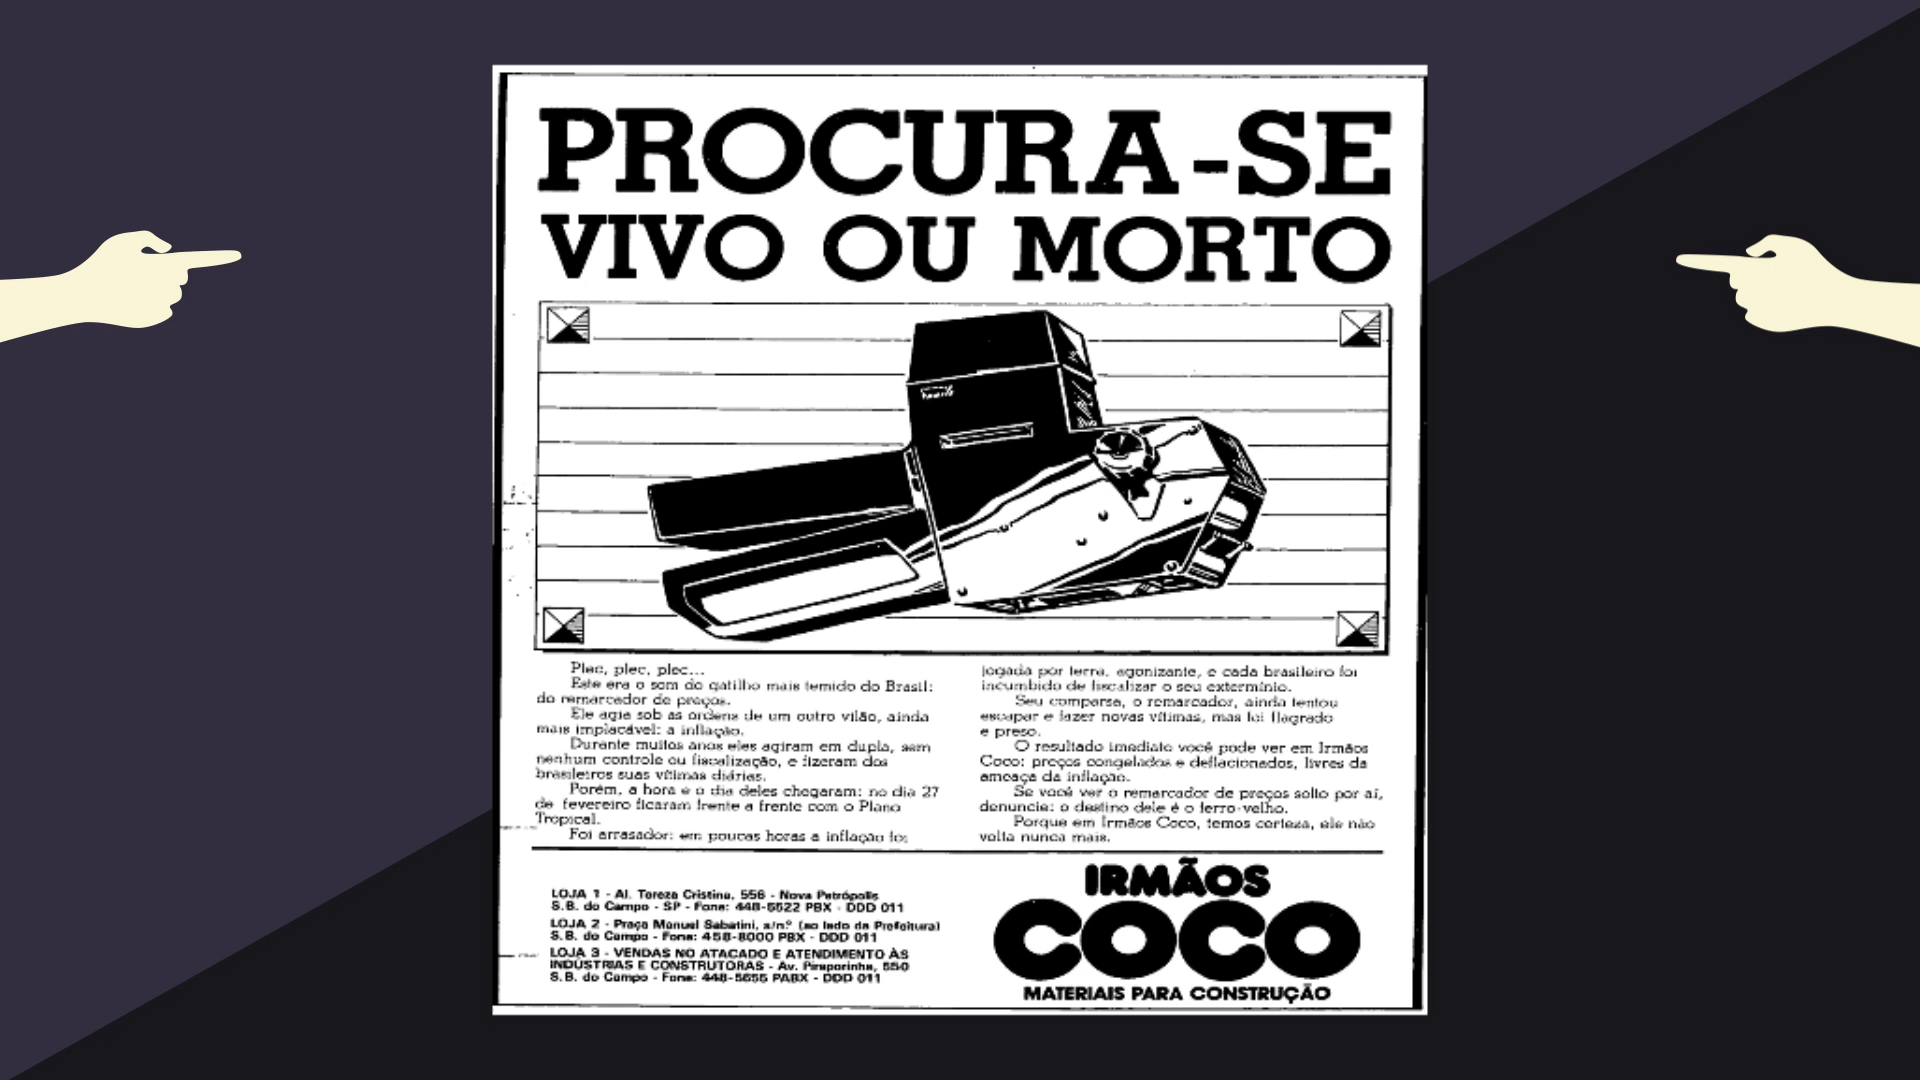 PROCURA-SE
VIVO OU MORTO
Plec, plec, plec...
Este era o som do gatilho mais temido do Brasil:
do remarcador de preços.
Ele agia sob as ordens de um outro vilão, ainda
mais implacável: a inflação.
Durante muitos anos eles agiram em dupla, sem
nenhum controle ou fiscalização, e fizeram dos
brasileiros suas vítimas diárias.
Porém, a hora e o dia deles chegaram: no dia 27
de fevereiro ficaram frente a frente com o Plano
Tropical.
Foi arrasador: em poucas horas a inflação foi
jogada por terra, agonizante, e cada brasileiro foi
incumbido de fiscalizar o seu extermínio.
Seu comparsa, o remarcador, ainda tentou
escapar e fazer novas vítimas, mas foi flagrado
e preso.
O resultado imediato você pode ver em Irmãos
Coco: preços congelados e deflacionados, livres da
ameaça da inflação.
Se você ver o remarcador de preços solto por aí,
denuncie: o destino dele é o ferro-velho.
Porque em Irmãos Coco, temos certeza, ele não
volta nunca mais.
LOJA 1 - Al. Tereza Cristina, 556 - Nova Petrópolis
S.B. do Campo - SP - Fone: 448-5522 PBX - DDD 011
LOJA 2 - Praça Manuel Sabatini, s/n.º (ao lado da Prefeitura)
S.B. do Campo - Fone: 458-8000 PBX - DDD 011
LOJA 3 - VENDAS NO ATACADO E ATENDIMENTO ÀS
INDÚSTRIAS E CONSTRUTORAS - Av. Piraporinha, 550
S.B. do Campo - Fone: 448-5655 PABX - DDD 011
IRMÃOS
COCO
MATERIAIS PARA CONSTRUÇÃO